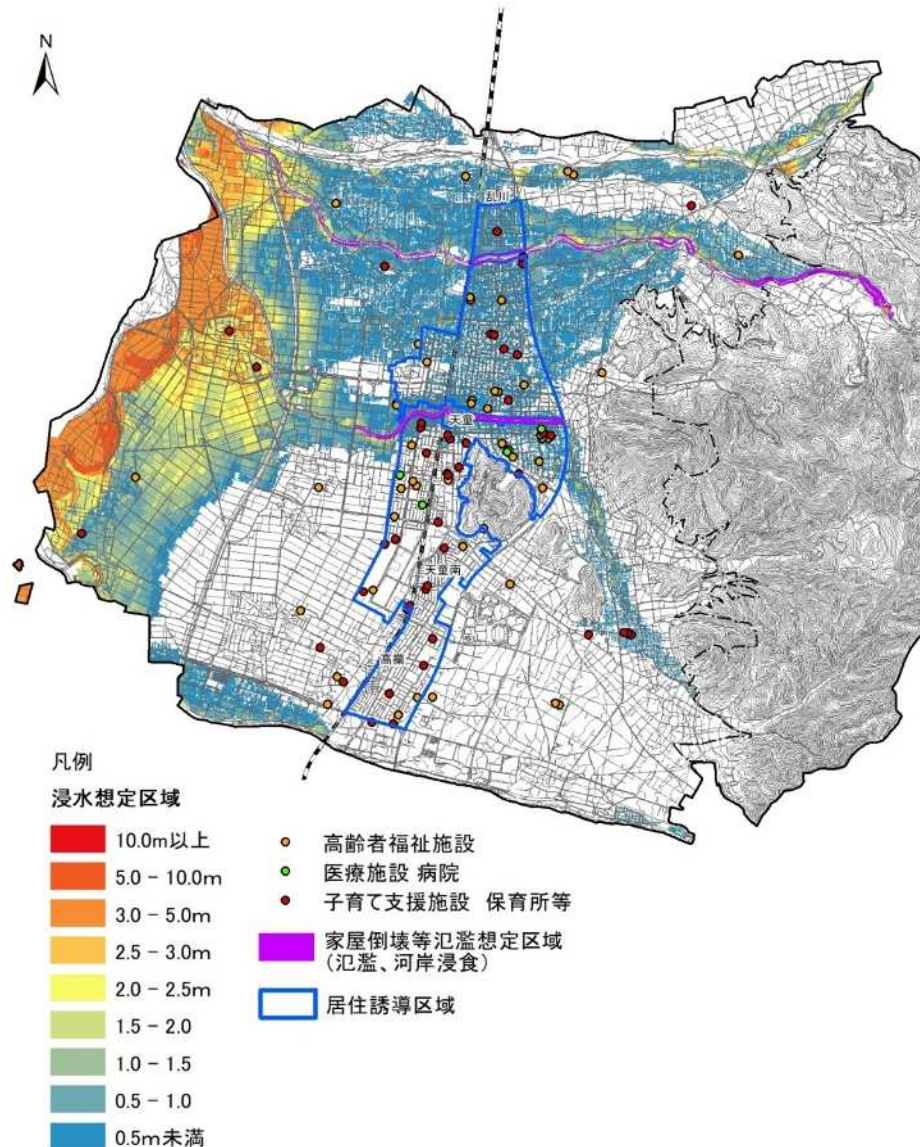 N
乱川
天童
天童南
高擶
凡例
浸水想定区域
10.0m以上
5.0 - 10.0m
3.0 - 5.0m
2.5 - 3.0m
2.0 - 2.5m
1.5 - 2.0
1.0 - 1.5
0.5 - 1.0
0.5m未満
高齢者福祉施設
医療施設 病院
子育て支援施設 保育所等
家屋倒壊等氾濫想定区域
(氾濫、河岸浸食)
居住誘導区域